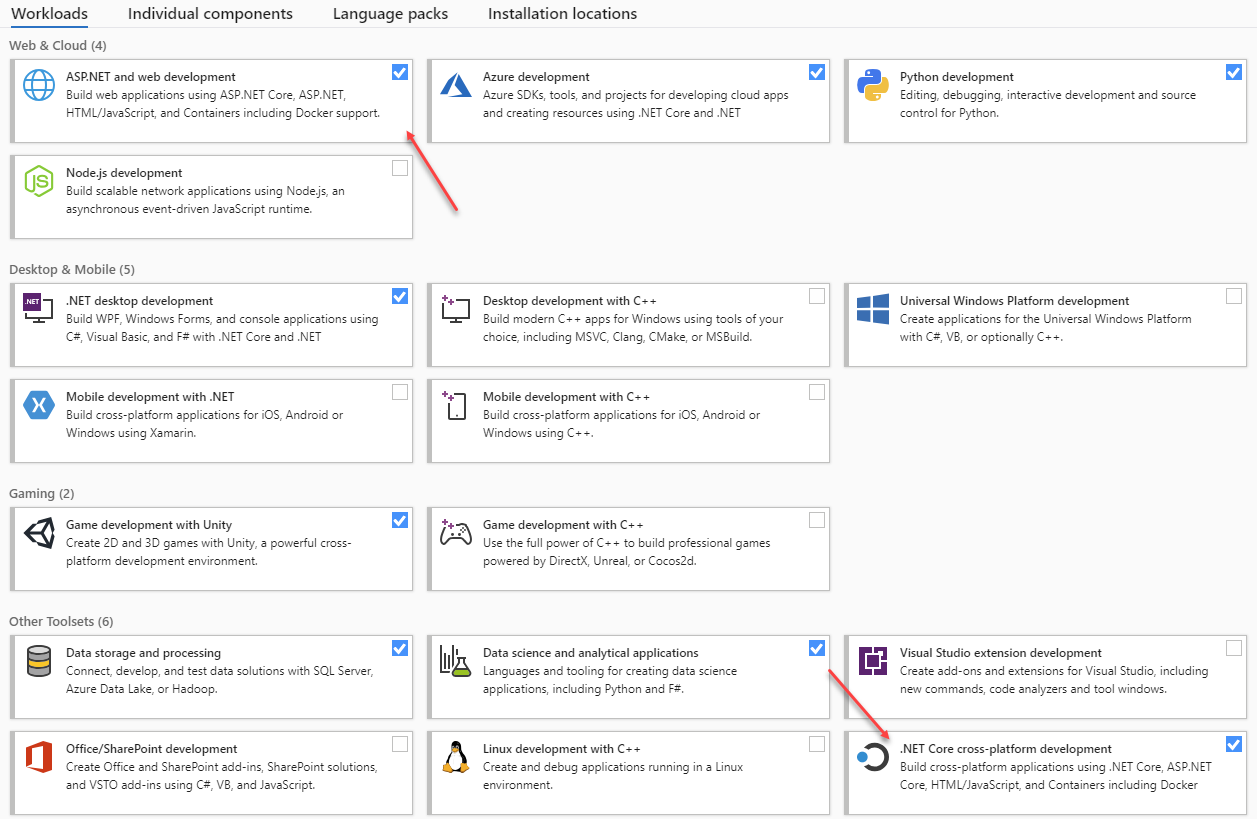 Workloads
Individual components
Language packs
Installation locations
Web & Cloud (4)
ASP.NET and web development
Build web applications using ASP.NET Core, ASP.NET,
HTML/JavaScript, and Containers including Docker support.
Azure development
Azure SDKs, tools, and projects for developing cloud apps
and creating resources using .NET Core and .NET
Python development
Editing, debugging, interactive development and source
control for Python.
JS
Node.js development
Build scalable network applications using Node.js, an
asynchronous event-driven JavaScript runtime.
Desktop & Mobile (5)
.NET
.NET desktop development
Build WPF, Windows Forms, and console applications using
C#, Visual Basic, and F# with .NET Core and .NET
Desktop development with C++
Build modern C++ apps for Windows using tools of your
choice, including MSVC, Clang, CMake, or MSBuild.
Universal Windows Platform development
Create applications for the Universal Windows Platform
with C#, VB, or optionally C++.
Mobile development with .NET
Build cross-platform applications for iOS, Android or
Windows using Xamarin.
Mobile development with C++
Build cross-platform applications for iOS, Android or
Windows using C++.
Gaming (2)
Game development with Unity
Create 2D and 3D games with Unity, a powerful cross-
platform development environment.
Game development with C++
Use the full power of C++ to build professional games
powered by DirectX, Unreal, or Cocos2d.
Other Toolsets (6)
Data storage and processing
Connect, develop, and test data solutions with SQL Server,
Azure Data Lake, or Hadoop.
Data science and analytical applications
Languages and tooling for creating data science
applications, including Python and F#.
Visual Studio extension development
Create add-ons and extensions for Visual Studio, including
new commands, code analyzers and tool windows.
Office/SharePoint development
Create Office and SharePoint add-ins, SharePoint solutions,
and VSTO add-ins using C#, VB, and JavaScript.
Linux development with C++
Create and debug applications running in a Linux
environment.
.NET Core cross-platform development
Build cross-platform applications using .NET Core, ASP.NET
Core, HTML/JavaScript, and Containers including Docker